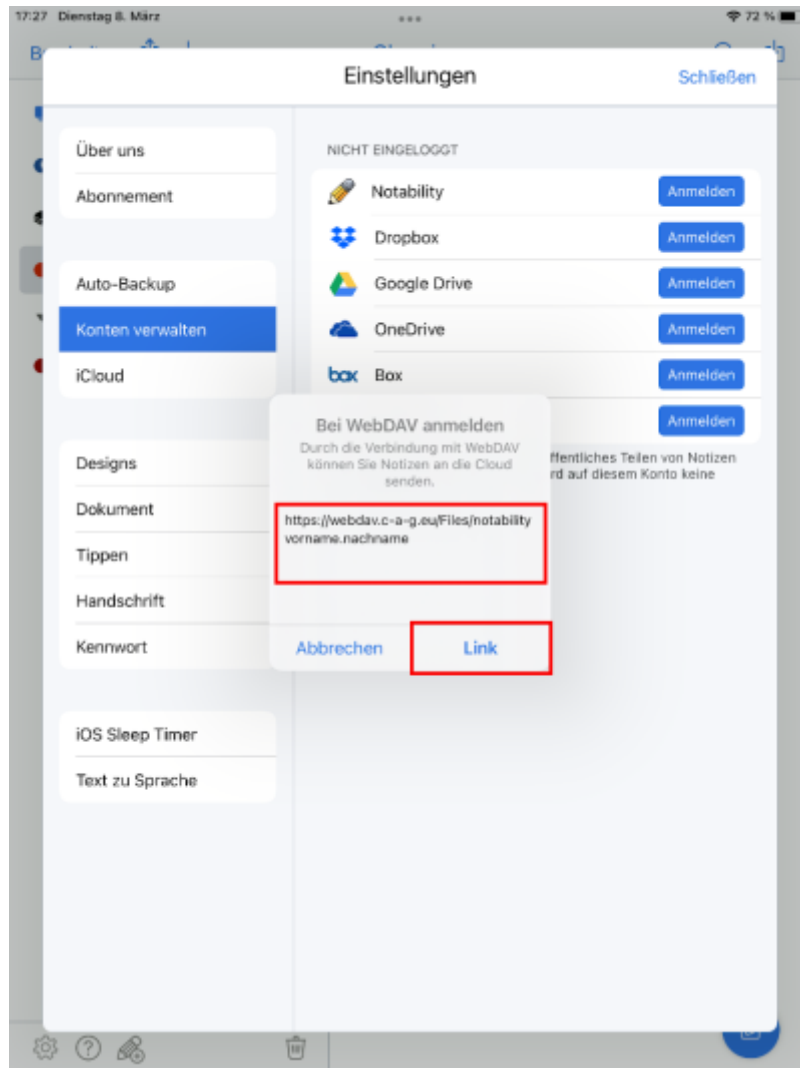 17:27 Dienstag 8. März
72 %
Einstellungen
Schließen
Über uns
Abonnement
Auto-Backup
Konten verwalten
iCloud
Designs
Dokument
Tippen
Handschrift
Kennwort
iOS Sleep Timer
Text zu Sprache
NICHT EINGELOGGT
Notability Anmelden
Dropbox Anmelden
Google Drive Anmelden
OneDrive Anmelden
box Box Anmelden
Anmelden
ffentliches Teilen von Notizen
rd auf diesem Konto keine
Bei WebDAV anmelden
Durch die Verbindung mit WebDAV
können Sie Notizen an die Cloud
senden.
https://webdav.c-a-g.eu/Files/notability
vorname.nachname
Abbrechen Link